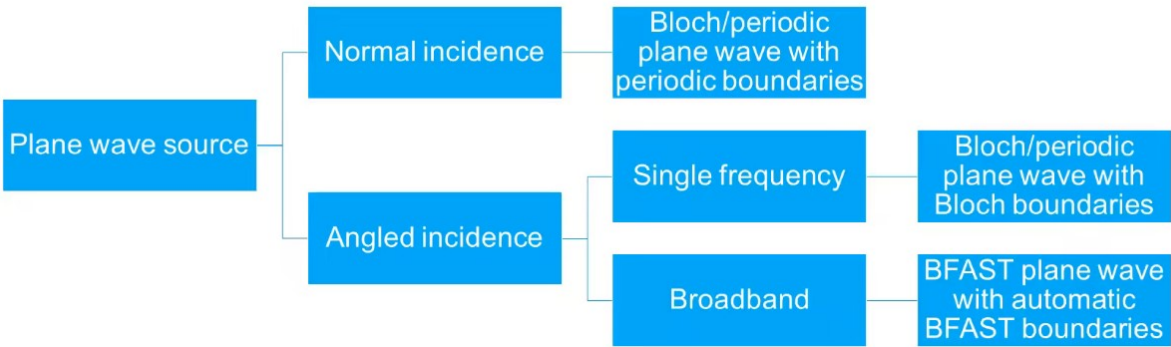 Plane wave source
Normal incidence
Bloch/periodic
plane wave with
periodic boundaries
Angled incidence
Single frequency
Bloch/periodic
plane wave with
Bloch boundaries
Broadband
BFAST plane wave
with automatic
BFAST boundaries